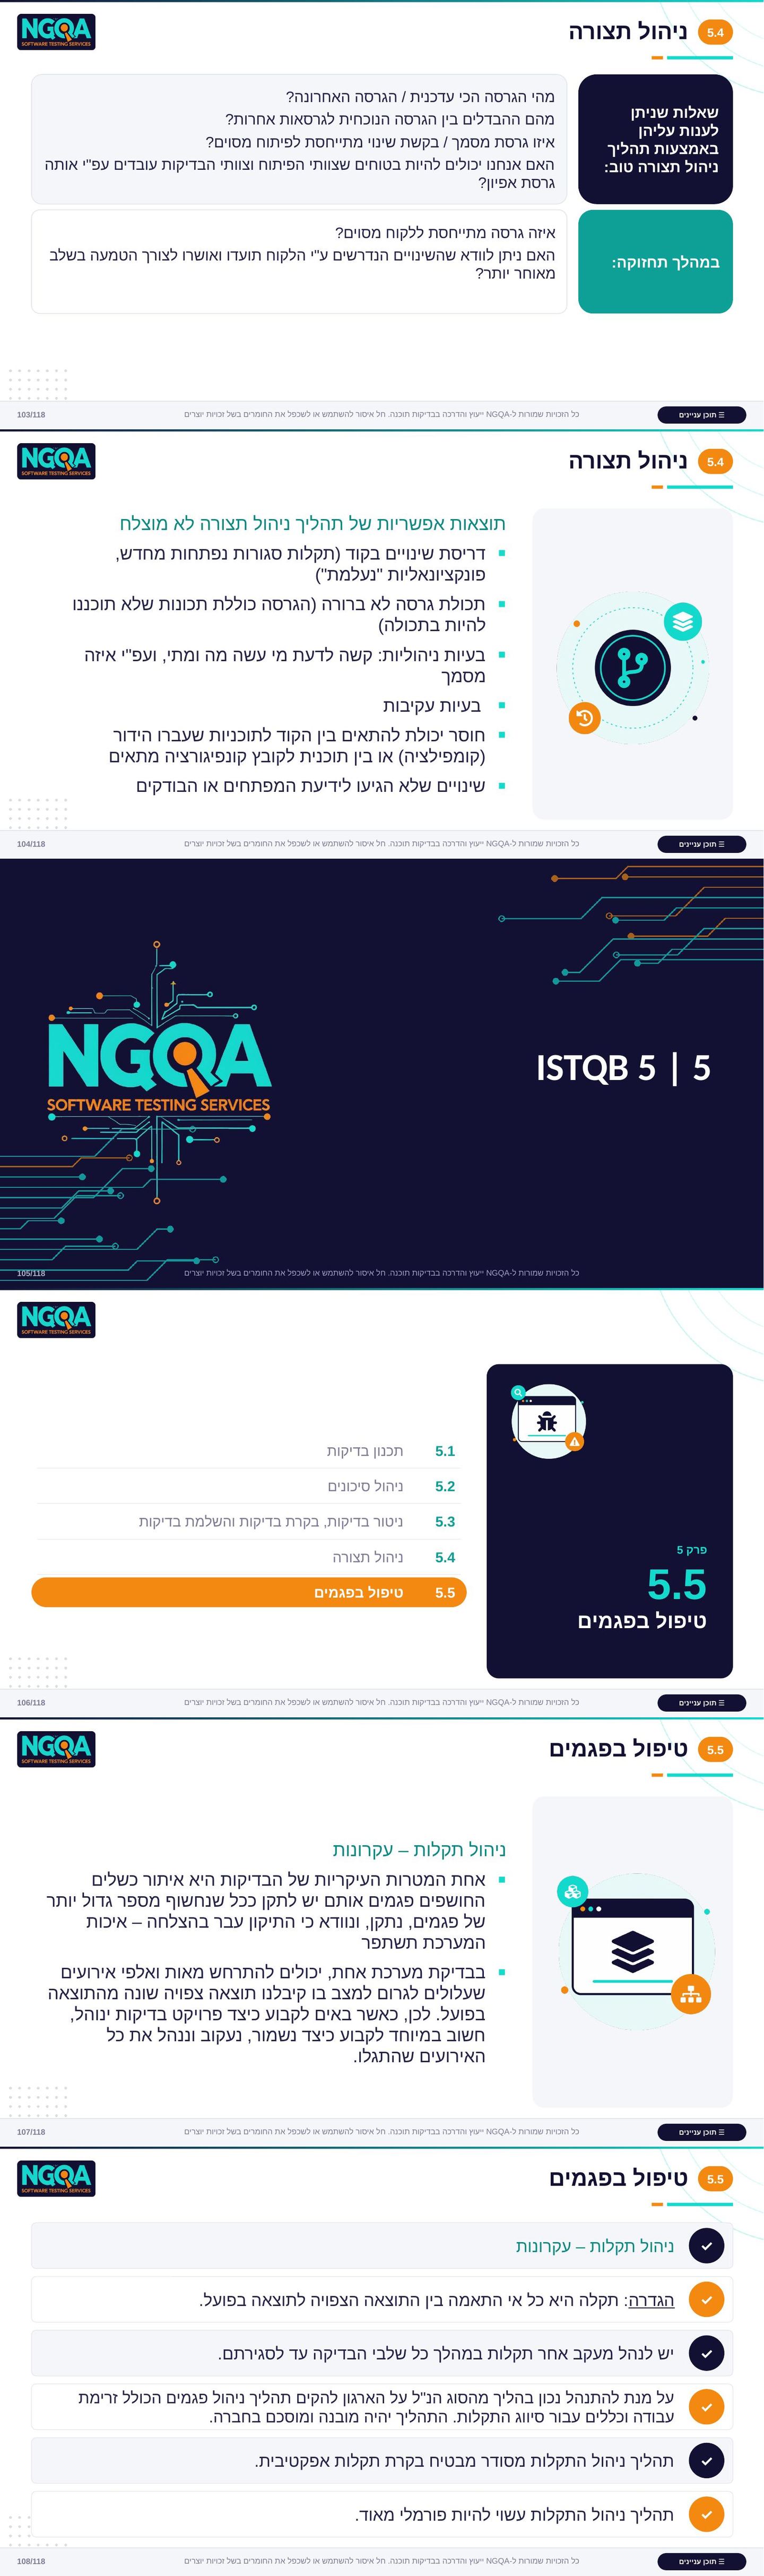 5.4 ניהול תצורה
NGQA
SOFTWARE TESTING SERVICES
שאלות שניתן
לענות עליהן
באמצעות תהליך
ניהול תצורה טוב:
מהי הגרסה הכי עדכנית / הגרסה האחרונה?
מהם ההבדלים בין הגרסה הנוכחית לגרסאות אחרות?
איזו גרסת מסמך / בקשת שינוי מתייחסת לפיתוח מסוים?
האם אנחנו יכולים להיות בטוחים שצוותי הפיתוח וצוותי הבדיקות עובדים עפ"י אותה
גרסת אפיון?
במהלך תחזוקה:
איזה גרסה מתייחסת ללקוח מסוים?
האם ניתן לוודא שהשינויים הנדרשים ע"י הלקוח תועדו ואושרו לצורך הטמעה בשלב
מאוחר יותר?
☰ תוכן עניינים
כל הזכויות שמורות ל-NGQA ייעוץ והדרכה בבדיקות תוכנה. חל איסור להשתמש או לשכפל את החומרים בשל זכויות יוצרים
103/118
5.4 ניהול תצורה
NGQA
SOFTWARE TESTING SERVICES
תוצאות אפשריות של תהליך ניהול תצורה לא מוצלח
דריסת שינויים בקוד (תקלות סגורות נפתחות מחדש,
פונקציונאליות "נעלמת")
תכולת גרסה לא ברורה (הגרסה כוללת תכונות שלא תוכננו
להיות בתכולה)
בעיות ניהוליות: קשה לדעת מי עשה מה ומתי, ועפ"י איזה
מסמך
בעיות עקיבות
חוסר יכולת להתאים בין הקוד לתוכניות שעברו הידור
(קומפילציה) או בין תוכנית לקובץ קונפיגורציה מתאים
שינויים שלא הגיעו לידיעת המפתחים או הבודקים
☰ תוכן עניינים
כל הזכויות שמורות ל-NGQA ייעוץ והדרכה בבדיקות תוכנה. חל איסור להשתמש או לשכפל את החומרים בשל זכויות יוצרים
104/118
ISTQB 5 | 5
NGQA
SOFTWARE TESTING SERVICES
כל הזכויות שמורות ל-NGQA ייעוץ והדרכה בבדיקות תוכנה. חל איסור להשתמש או לשכפל את החומרים בשל זכויות יוצרים
105/118
NGQA
SOFTWARE TESTING SERVICES
פרק 5
5.5
טיפול בפגמים
5.1 תכנון בדיקות
5.2 ניהול סיכונים
5.3 ניטור בדיקות, בקרת בדיקות והשלמת בדיקות
5.4 ניהול תצורה
5.5 טיפול בפגמים
☰ תוכן עניינים
כל הזכויות שמורות ל-NGQA ייעוץ והדרכה בבדיקות תוכנה. חל איסור להשתמש או לשכפל את החומרים בשל זכויות יוצרים
106/118
5.5 טיפול בפגמים
NGQA
SOFTWARE TESTING SERVICES
ניהול תקלות – עקרונות
אחת המטרות העיקריות של הבדיקות היא איתור כשלים
החושפים פגמים אותם יש לתקן ככל שנחשוף מספר גדול יותר
של פגמים, נתקן, ונוודא כי התיקון עבר בהצלחה – איכות
המערכת תשתפר
בבדיקת מערכת אחת, יכולים להתרחש מאות ואלפי אירועים
שעלולים לגרום למצב בו קיבלנו תוצאה צפויה שונה מהתוצאה
בפועל. לכן, כאשר באים לקבוע כיצד פרויקט בדיקות ינוהל,
חשוב במיוחד לקבוע כיצד נשמור, נעקוב וננהל את כל
האירועים שהתגלו.
☰ תוכן עניינים
כל הזכויות שמורות ל-NGQA ייעוץ והדרכה בבדיקות תוכנה. חל איסור להשתמש או לשכפל את החומרים בשל זכויות יוצרים
107/118
5.5 טיפול בפגמים
NGQA
SOFTWARE TESTING SERVICES
ניהול תקלות – עקרונות
הגדרה: תקלה היא כל אי התאמה בין התוצאה הצפויה לתוצאה בפועל.
יש לנהל מעקב אחר תקלות במהלך כל שלבי הבדיקה עד לסגירתם.
על מנת להתנהל נכון בהליך מהסוג הנ"ל על הארגון להקים תהליך ניהול פגמים הכולל זרימת
עבודה וכללים עבור סיווג התקלות. התהליך יהיה מובנה ומוסכם בחברה.
תהליך ניהול התקלות מסודר מבטיח בקרת תקלות אפקטיבית.
תהליך ניהול התקלות עשוי להיות פורמלי מאוד.
☰ תוכן עניינים
כל הזכויות שמורות ל-NGQA ייעוץ והדרכה בבדיקות תוכנה. חל איסור להשתמש או לשכפל את החומרים בשל זכויות יוצרים
108/118